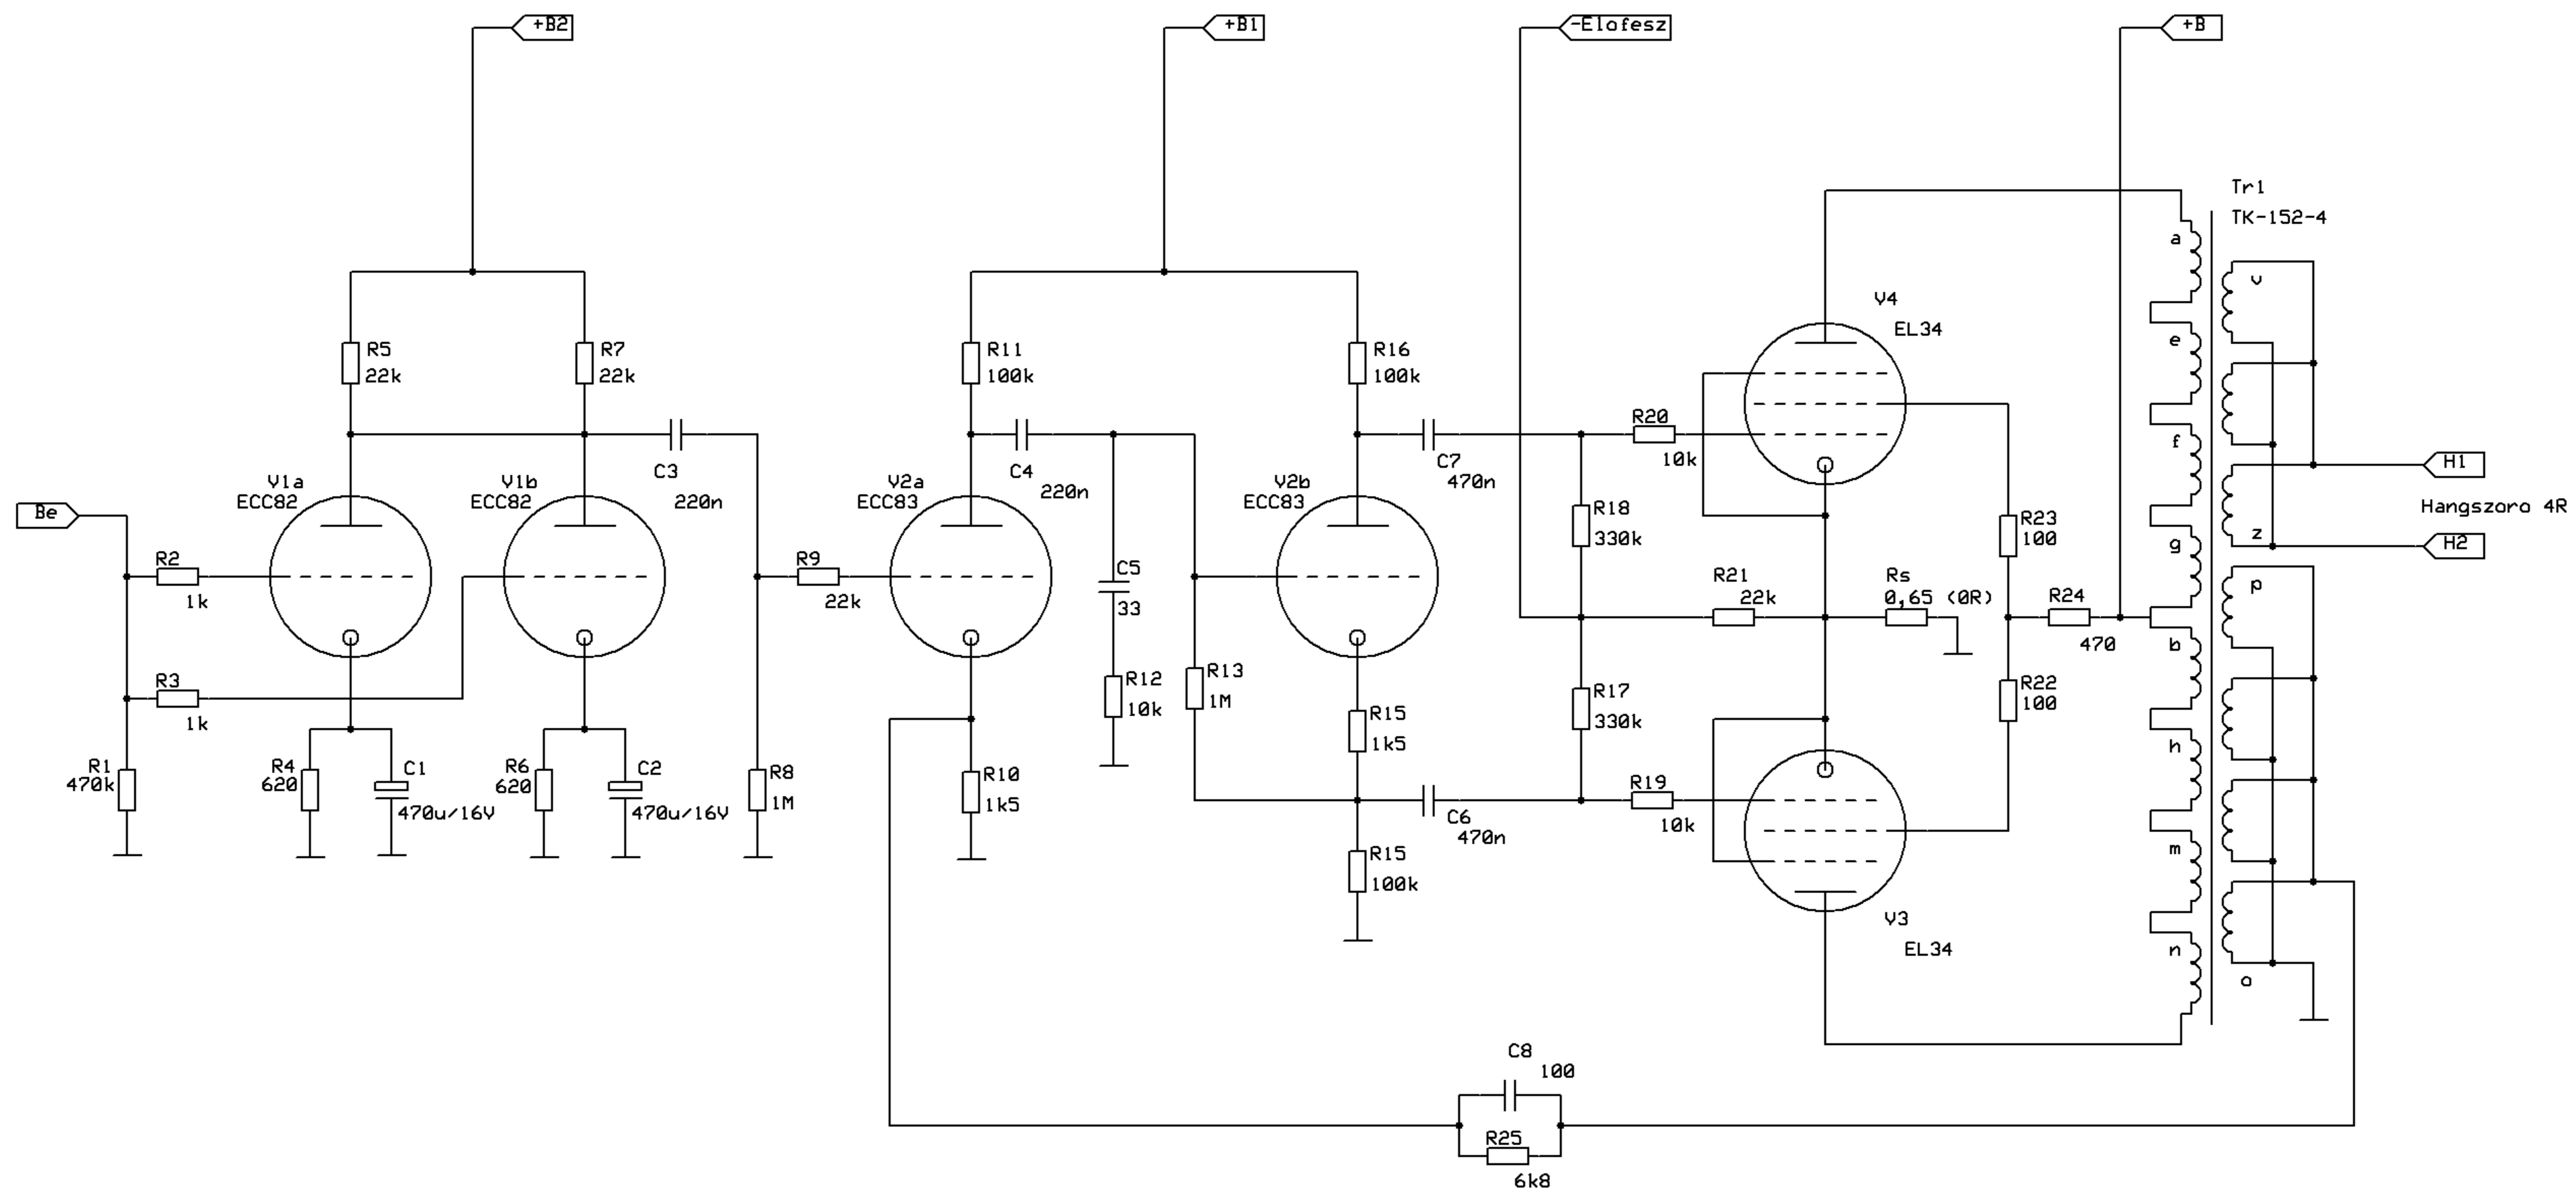 +B2
+B1
-Elofesz
+B
Tr1
TK-152-4
a
v
V4
EL34
e
R5
22k
R7
22k
R11
100k
R16
100k
R20
10k
f
C3
220n
C4
220n
C7
470n
H1
V1a
ECC82
V1b
ECC82
V2a
ECC83
V2b
ECC83
Be
R18
330k
R23
100
Hangszoro 4R
g
z
H2
R2
1k
R9
22k
C5
33
R21
22k
Rs
0,65 (0R)
R24
470
p
b
R3
1k
R12
10k
R13
1M
R15
1k5
R17
330k
R22
100
h
R1
470k
R4
620
C1
470u/16V
R6
620
C2
470u/16V
R8
1M
R10
1k5
C6
470n
R19
10k
R15
100k
m
V3
EL34
n
o
C8
100
R25
6k8